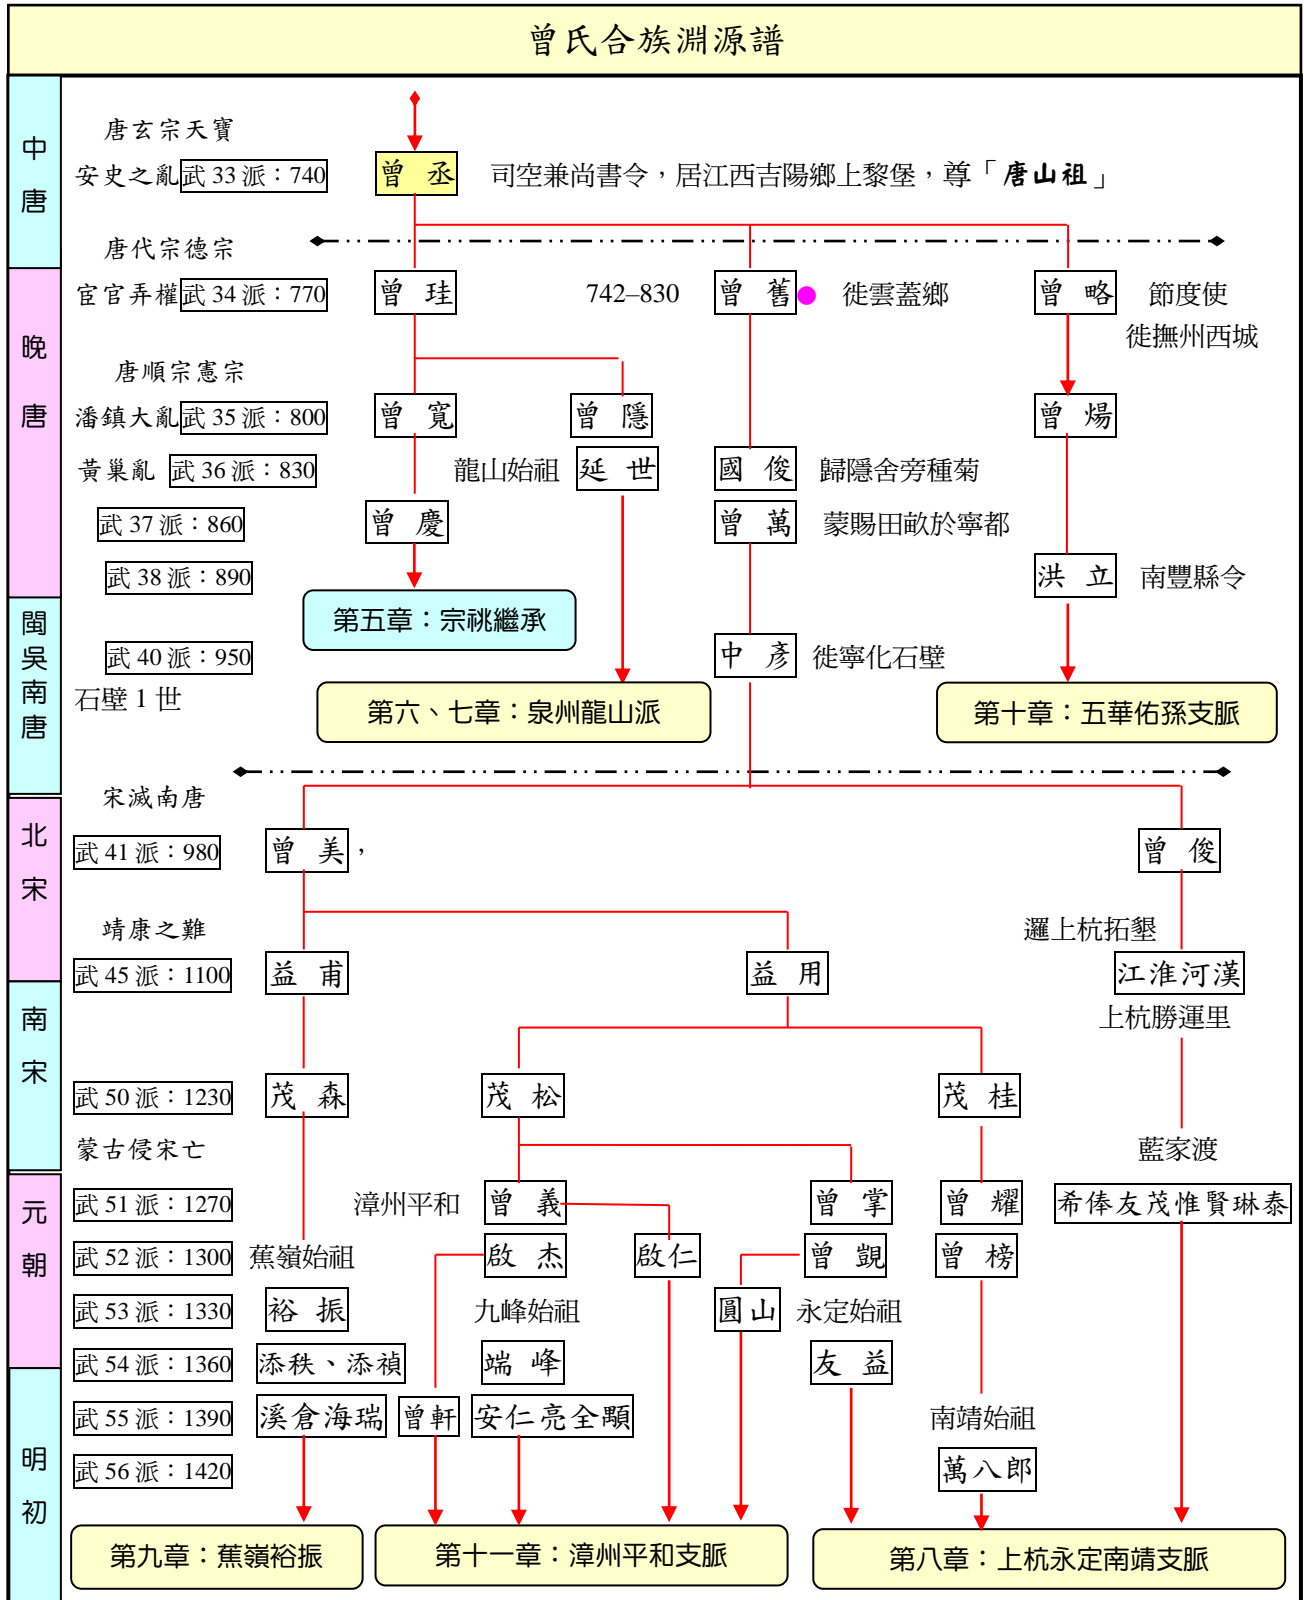 曾氏合族淵源譜
中唐
唐玄宗天寶
安史之亂 武 33 派：740 曾 丞 司空兼尚書令，居江西吉陽鄉上黎堡，尊「唐山祖」
唐代宗德宗
晚唐
宦官弄權 武 34 派：770 曾 珪 742–830 曾 舊 徙雲蓋鄉 曾 略 節度使
徙撫州西城
唐順宗憲宗
潘鎮大亂 武 35 派：800 曾 寬 曾 隱 曾 煬
黃巢亂 武 36 派：830 龍山始祖 延 世 國 俊 歸隱舍旁種菊
武 37 派：860 曾 慶 曾 萬 蒙賜田畝於寧都
武 38 派：890 洪 立 南豐縣令
第五章：宗祧繼承
閩吳南唐
武 40 派：950 中 彥 徙寧化石壁
石壁 1 世
第六、七章：泉州龍山派 第十章：五華佑孫支脈
宋滅南唐
北宋
武 41 派：980 曾 美， 曾 俊
靖康之難 邏上杭拓墾
武 45 派：1100 益 甫 益 用 江淮河漢
南宋
上杭勝運里
武 50 派：1230 茂 森 茂 松 茂 桂
蒙古侵宋亡 藍家渡
元朝
武 51 派：1270 漳州平和 曾 義 曾 掌 曾 耀 希俸友茂惟賢琳泰
武 52 派：1300 蕉嶺始祖 啟 杰 啟仁 曾 覬 曾 榜
武 53 派：1330 裕 振 九峰始祖 圓山 永定始祖
武 54 派：1360 添秩、添禎 端 峰 友 益
明初
武 55 派：1390 溪倉海瑞 曾軒 安仁亮全顯 南靖始祖
武 56 派：1420 萬八郎
第九章：蕉嶺裕振 第十一章：漳州平和支脈 第八章：上杭永定南靖支脈